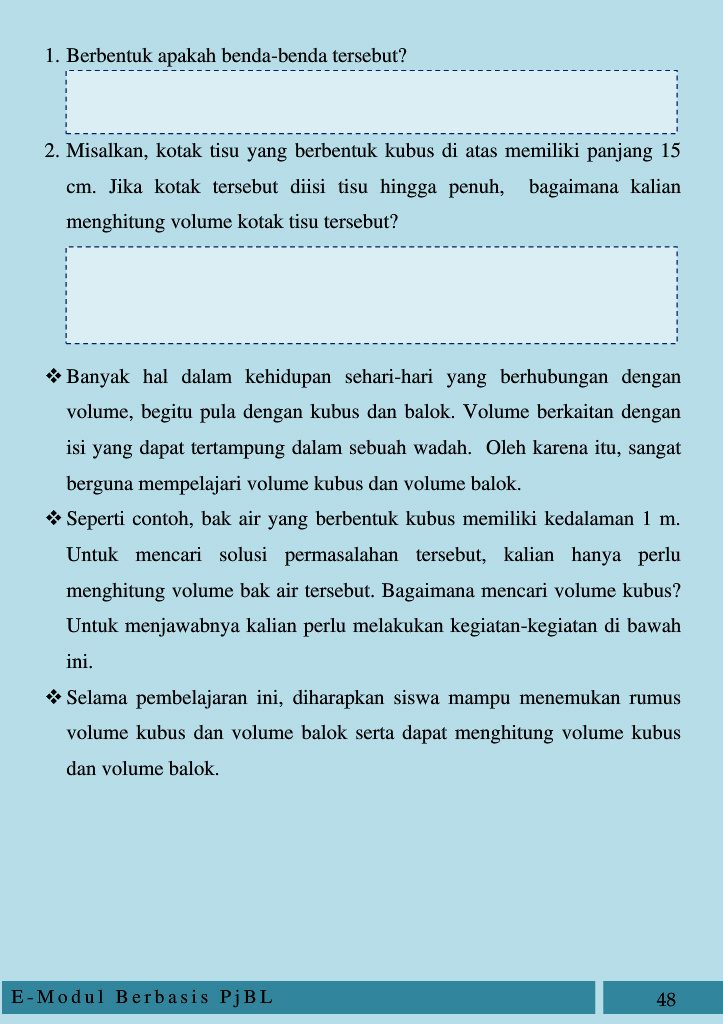 1. Berbentuk apakah benda-benda tersebut?
2. Misalkan, kotak tisu yang berbentuk kubus di atas memiliki panjang 15
cm. Jika kotak tersebut diisi tisu hingga penuh, bagaimana kalian
menghitung volume kotak tisu tersebut?
❖ Banyak hal dalam kehidupan sehari-hari yang berhubungan dengan
volume, begitu pula dengan kubus dan balok. Volume berkaitan dengan
isi yang dapat tertampung dalam sebuah wadah. Oleh karena itu, sangat
berguna mempelajari volume kubus dan volume balok.
❖ Seperti contoh, bak air yang berbentuk kubus memiliki kedalaman 1 m.
Untuk mencari solusi permasalahan tersebut, kalian hanya perlu
menghitung volume bak air tersebut. Bagaimana mencari volume kubus?
Untuk menjawabnya kalian perlu melakukan kegiatan-kegiatan di bawah
ini.
❖ Selama pembelajaran ini, diharapkan siswa mampu menemukan rumus
volume kubus dan volume balok serta dapat menghitung volume kubus
dan volume balok.
E-Modul Berbasis PjBL 48